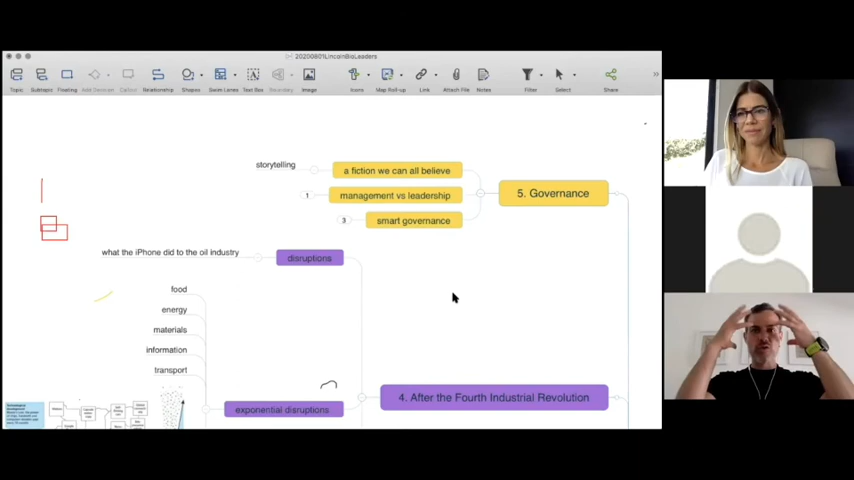 20200801LincolnBioLeaders
Topic Subtopic Floating Add Decision Callout Relationship Shapes Swim Lanes Text Box Boundary Image Icons Map Roll-up Link Attach File Notes Filter Select Share
storytelling
a fiction we can all believe
1 management vs leadership
5. Governance
3 smart governance
what the iPhone did to the oil industry
disruptions
food
energy
materials
information
transport
exponential disruptions
4. After the Fourth Industrial Revolution